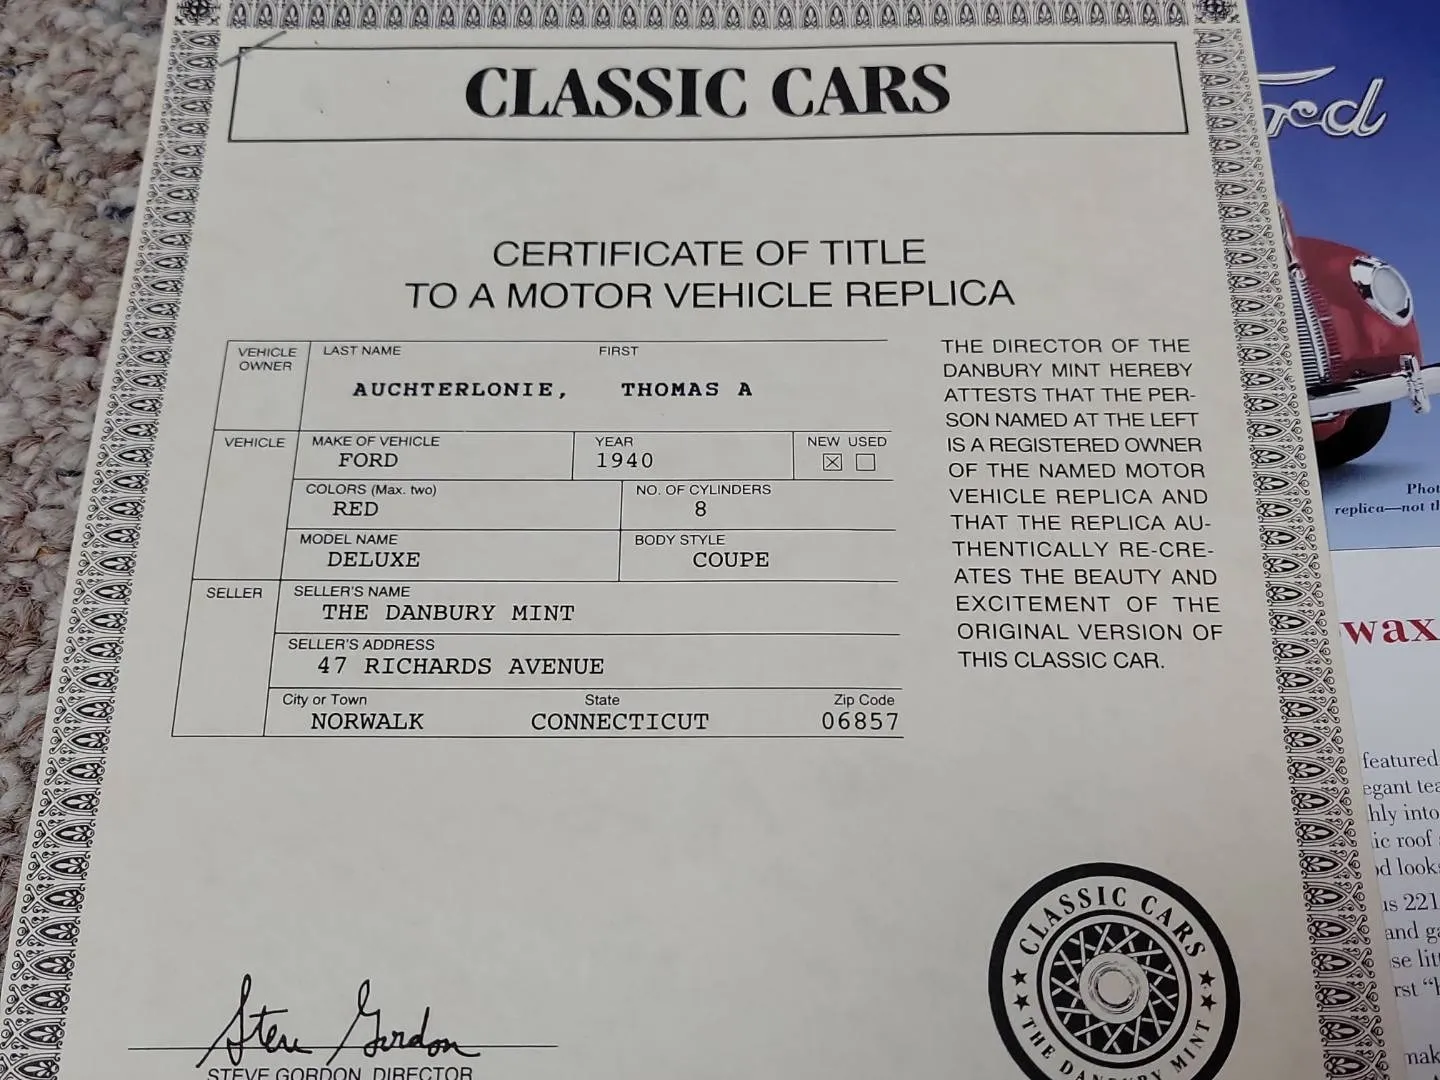 CLASSIC CARS
CERTIFICATE OF TITLE
TO A MOTOR VEHICLE REPLICA
VEHICLE OWNER
LAST NAME FIRST
AUCHTERLONIE, THOMAS A
VEHICLE
MAKE OF VEHICLE YEAR NEW USED
FORD 1940
COLORS (Max. two) NO. OF CYLINDERS
RED 8
MODEL NAME BODY STYLE
DELUXE COUPE
SELLER
SELLER'S NAME
THE DANBURY MINT
SELLER'S ADDRESS
47 RICHARDS AVENUE
City or Town State Zip Code
NORWALK CONNECTICUT 06857
THE DIRECTOR OF THE
DANBURY MINT HEREBY
ATTESTS THAT THE PER-
SON NAMED AT THE LEFT
IS A REGISTERED OWNER
OF THE NAMED MOTOR
VEHICLE REPLICA AND
THAT THE REPLICA AU-
THENTICALLY RE-CRE-
ATES THE BEAUTY AND
EXCITEMENT OF THE
ORIGINAL VERSION OF
THIS CLASSIC CAR.
Steve Gordon
STEVE GORDON, DIRECTOR
CLASSIC CARS
THE DANBURY MINT
replica—not
wax
featured
into
roof
221
and